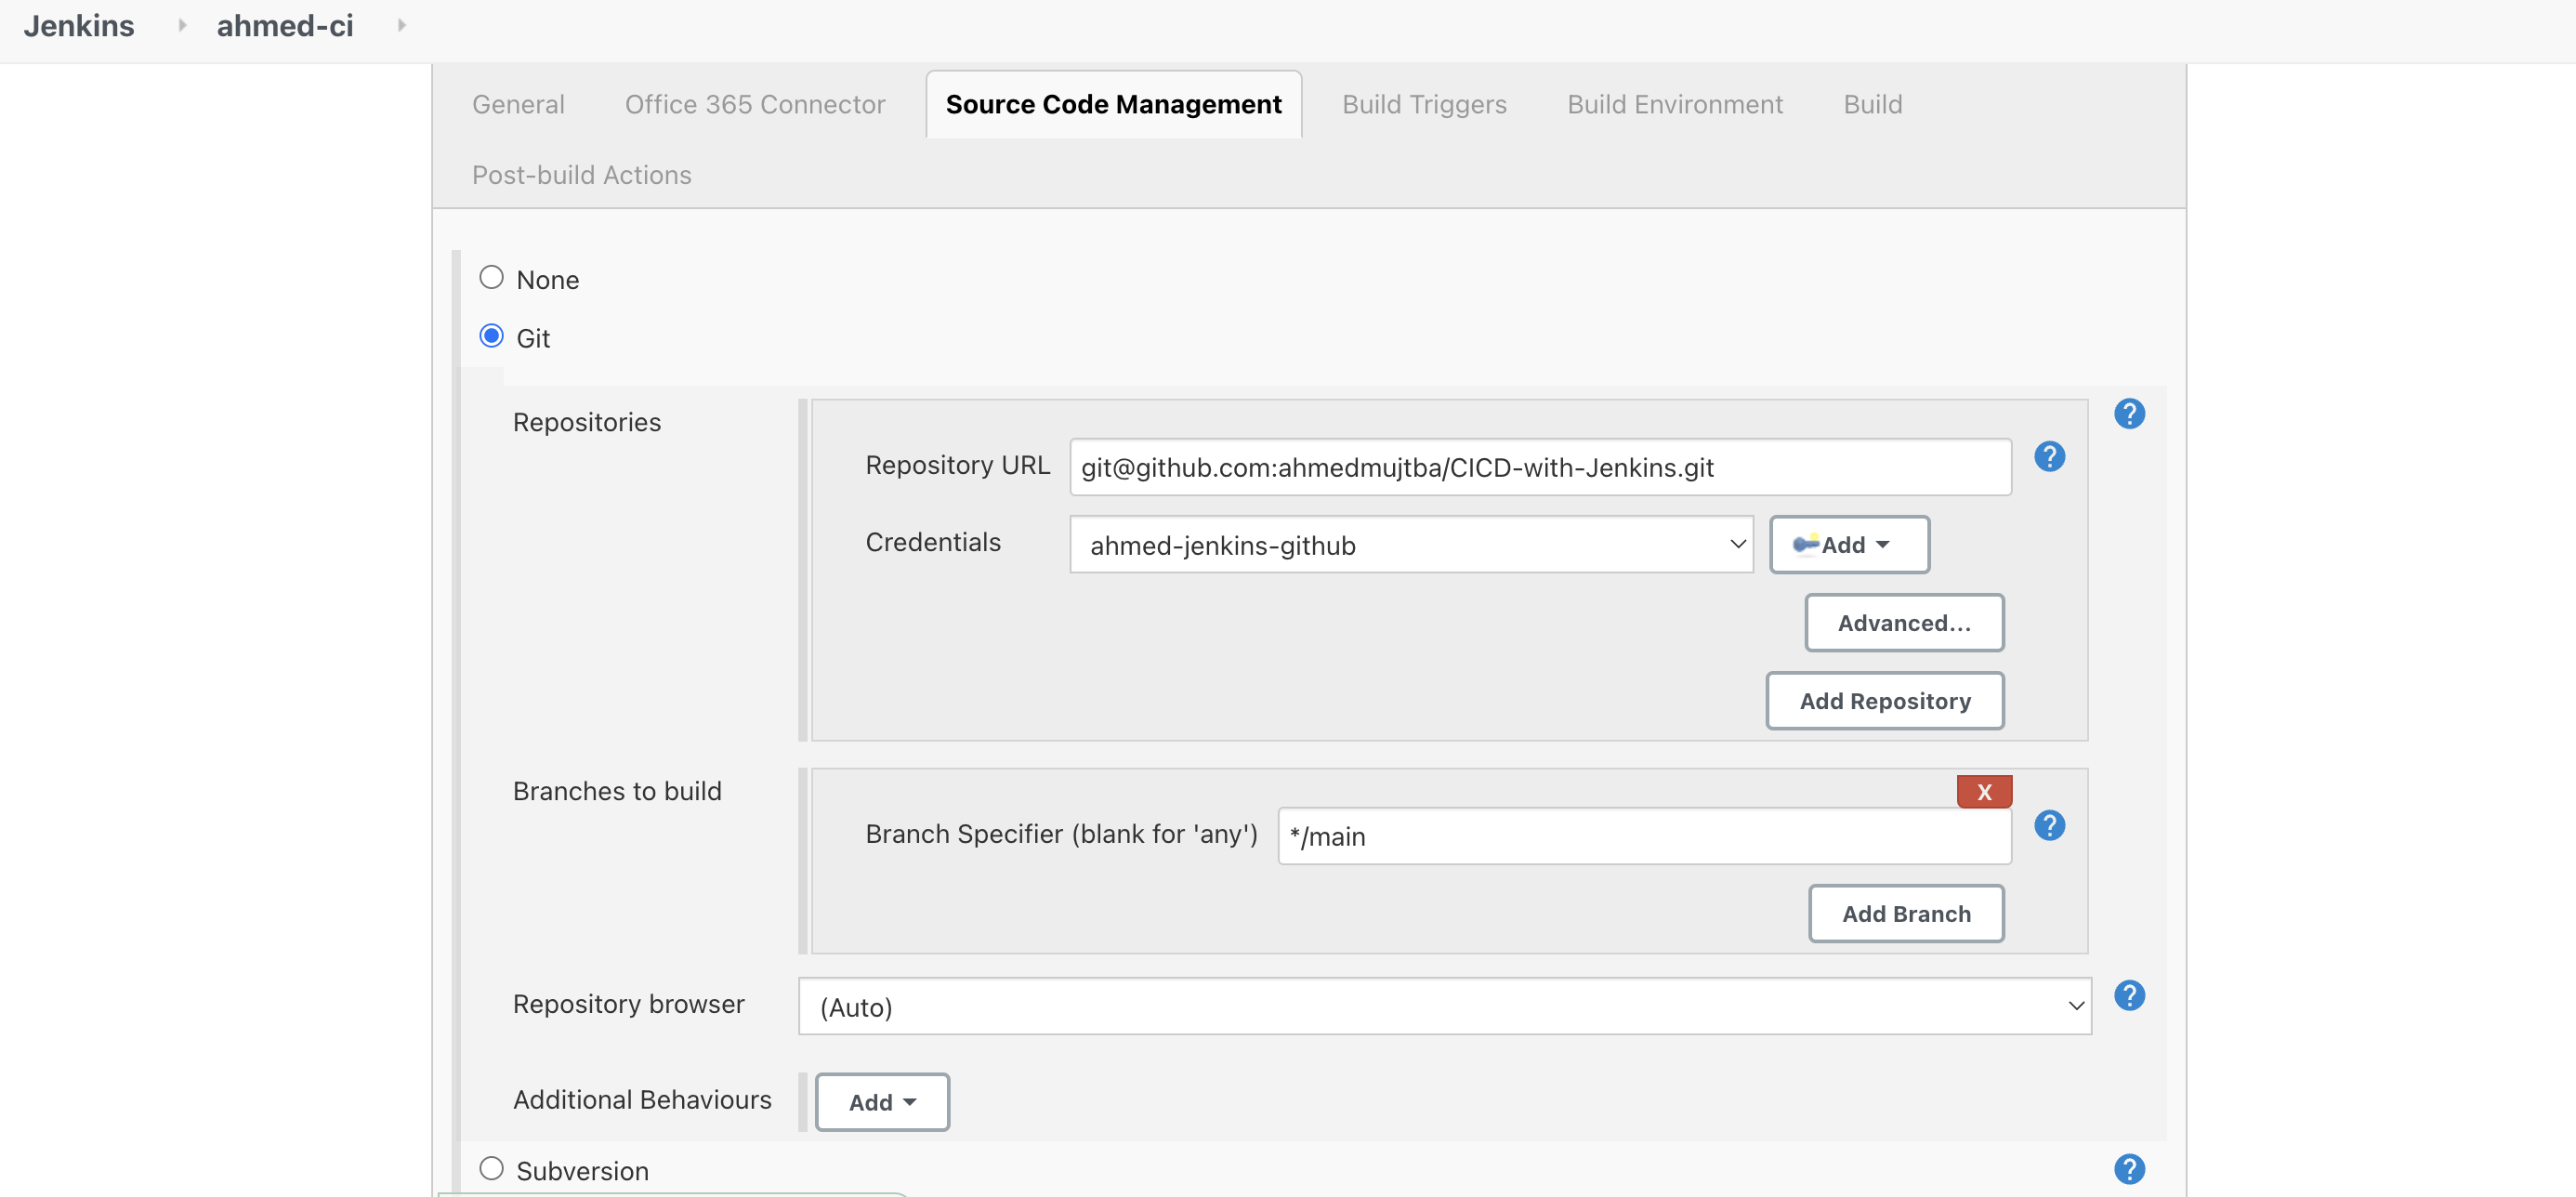 Jenkins ahmed-ci
General Office 365 Connector Source Code Management Build Triggers Build Environment Build
Post-build Actions
None
Git
Repositories
?
Repository URL git@github.com:ahmedmujtba/CICD-with-Jenkins.git ?
Credentials ahmed-jenkins-github Add
Advanced...
Add Repository
Branches to build
X
Branch Specifier (blank for 'any') */main ?
Add Branch
Repository browser (Auto) ?
Additional Behaviours Add
Subversion ?